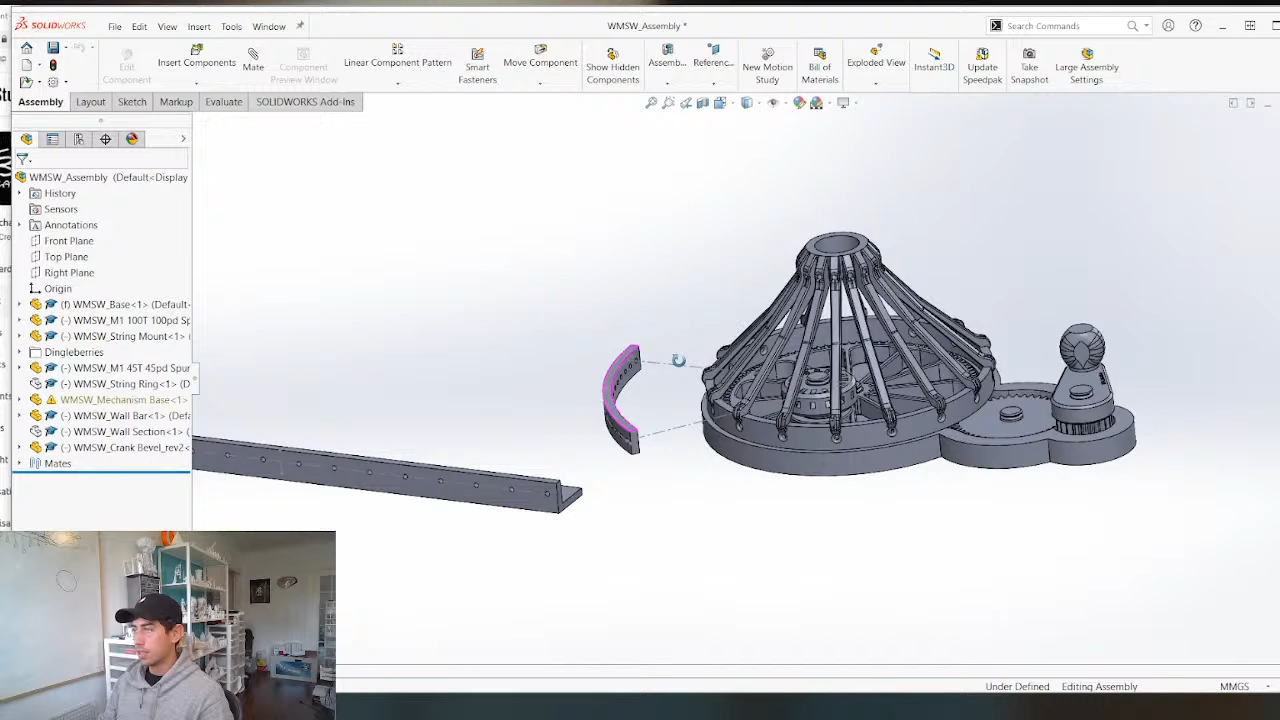 SOLIDWORKS File Edit View Insert Tools Window WMSW_Assembly * Search Commands
Edit Component
Insert Components
Mate
Component Preview Window
Linear Component Pattern
Smart Fasteners
Move Component
Show Hidden Components
Assemb...
Referenc...
New Motion Study
Bill of Materials
Exploded View
Instant3D
Update Speedpak
Take Snapshot
Large Assembly Settings
Assembly Layout Sketch Markup Evaluate SOLIDWORKS Add-Ins
WMSW_Assembly (Default<Display
History
Sensors
Annotations
Front Plane
Top Plane
Right Plane
Origin
(f) WMSW_Base<1> (Default-
(-) WMSW_M1 100T 100pd Sp
(-) WMSW_String Mount<1> (
Dingleberries
(-) WMSW_M1 45T 45pd Spur
(-) WMSW_String Ring<1> (D
WMSW_Mechanism Base<1>
(-) WMSW_Wall Bar<1> (Defa
(-) WMSW_Wall Section<1> (
(-) WMSW_Crank Bevel_rev2<
Mates
Under Defined Editing Assembly MMGS